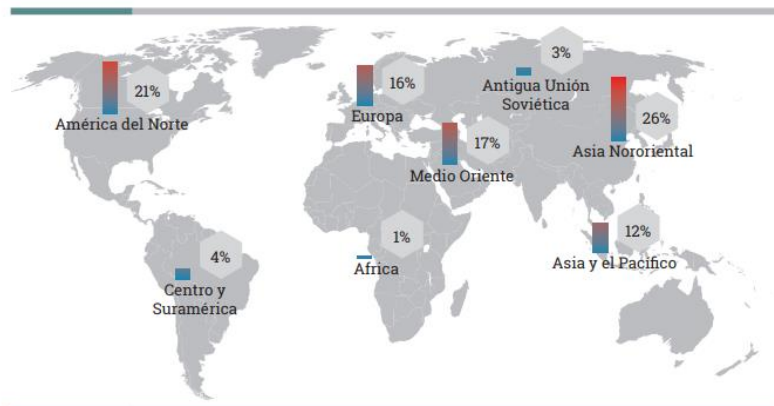 3%
21%
América del Norte
16%
Europa
Antigua Unión
Soviética
26%
Asia Nororiental
17%
Medio Oriente
12%
Asia y el Pacífico
1%
Africa
4%
Centro y
Suramérica